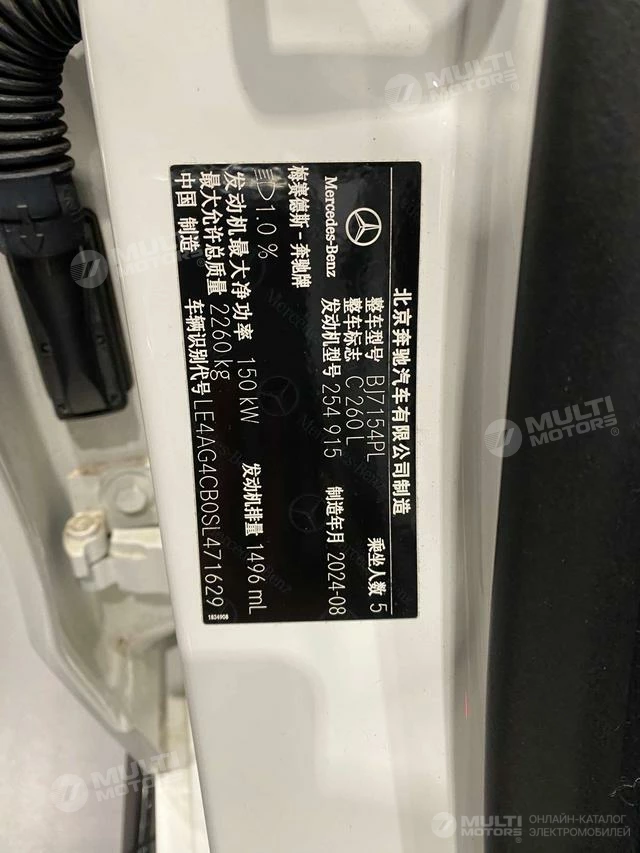 北京奔驰汽车有限公司制造
Mercedes-Benz
梅赛德斯-奔驰牌
整车型号 BJ7154PL
乘坐人数 5
整车标志 C 260 L
发动机型号 254 915
制造年月 2024-08
1.0 %
发动机最大净功率 150 kW
发动机排量 1496 mL
最大允许总质量 2260 kg
中国 制造
车辆识别代号 LE4AG4CB0SL471629
1834908
MULTI
MOTORS
MULTI
MOTORS
MULTI
MOTORS
MULTI
MOTORS
MULTI
MOTORS
ОНЛАЙН-КАТАЛОГ
ЭЛЕКТРОМОБИЛЕЙ